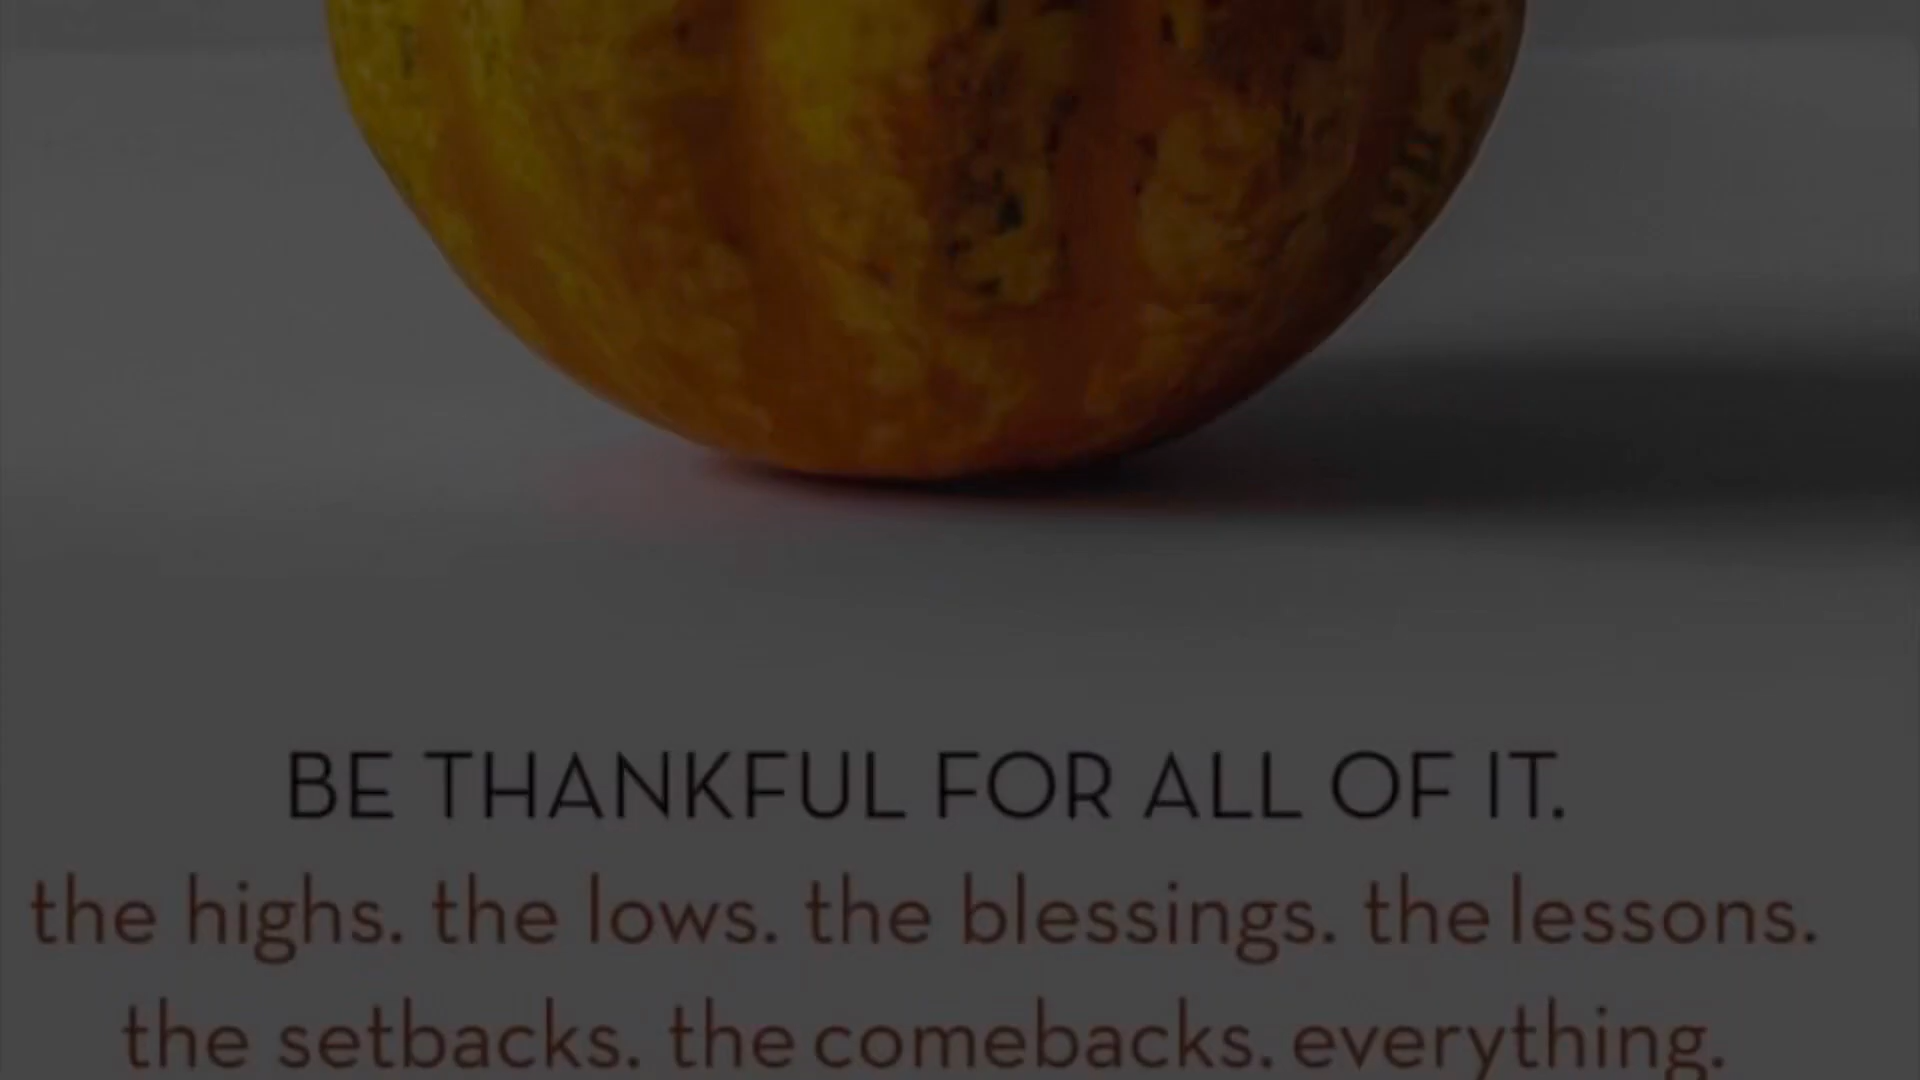 BE THANKFUL FOR ALL OF IT.
the highs. the lows. the blessings. the lessons.
the setbacks. the comebacks. everything.